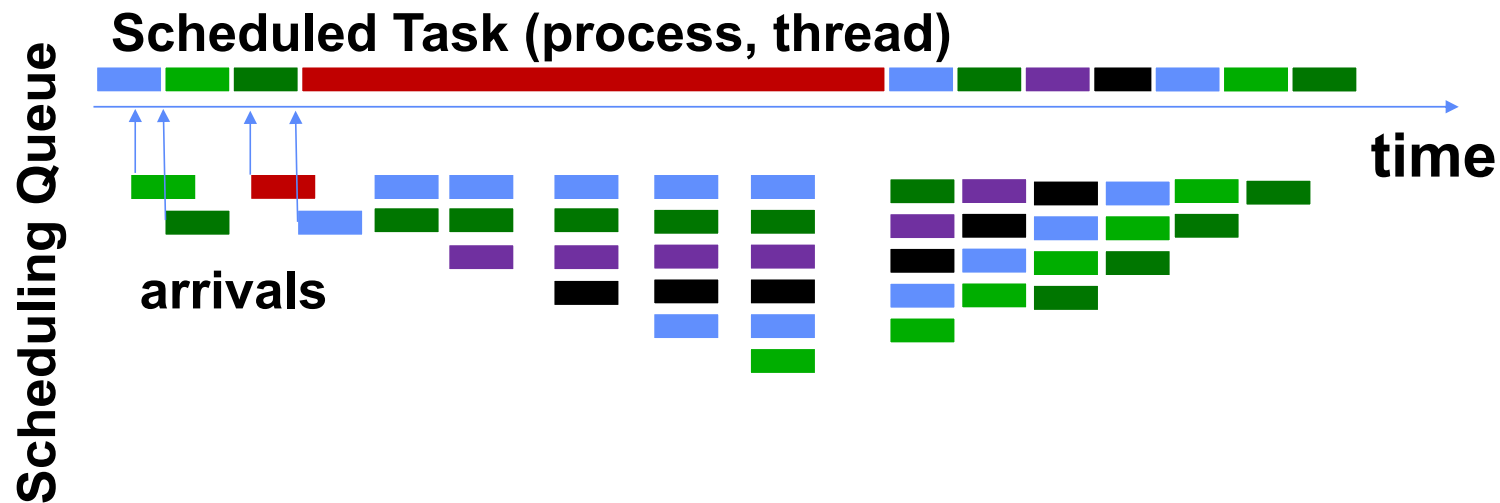 Scheduled Task (process, thread)
time
arrivals
Scheduling Queue